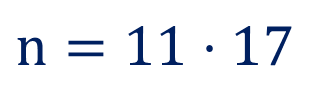 n = 11 · 17